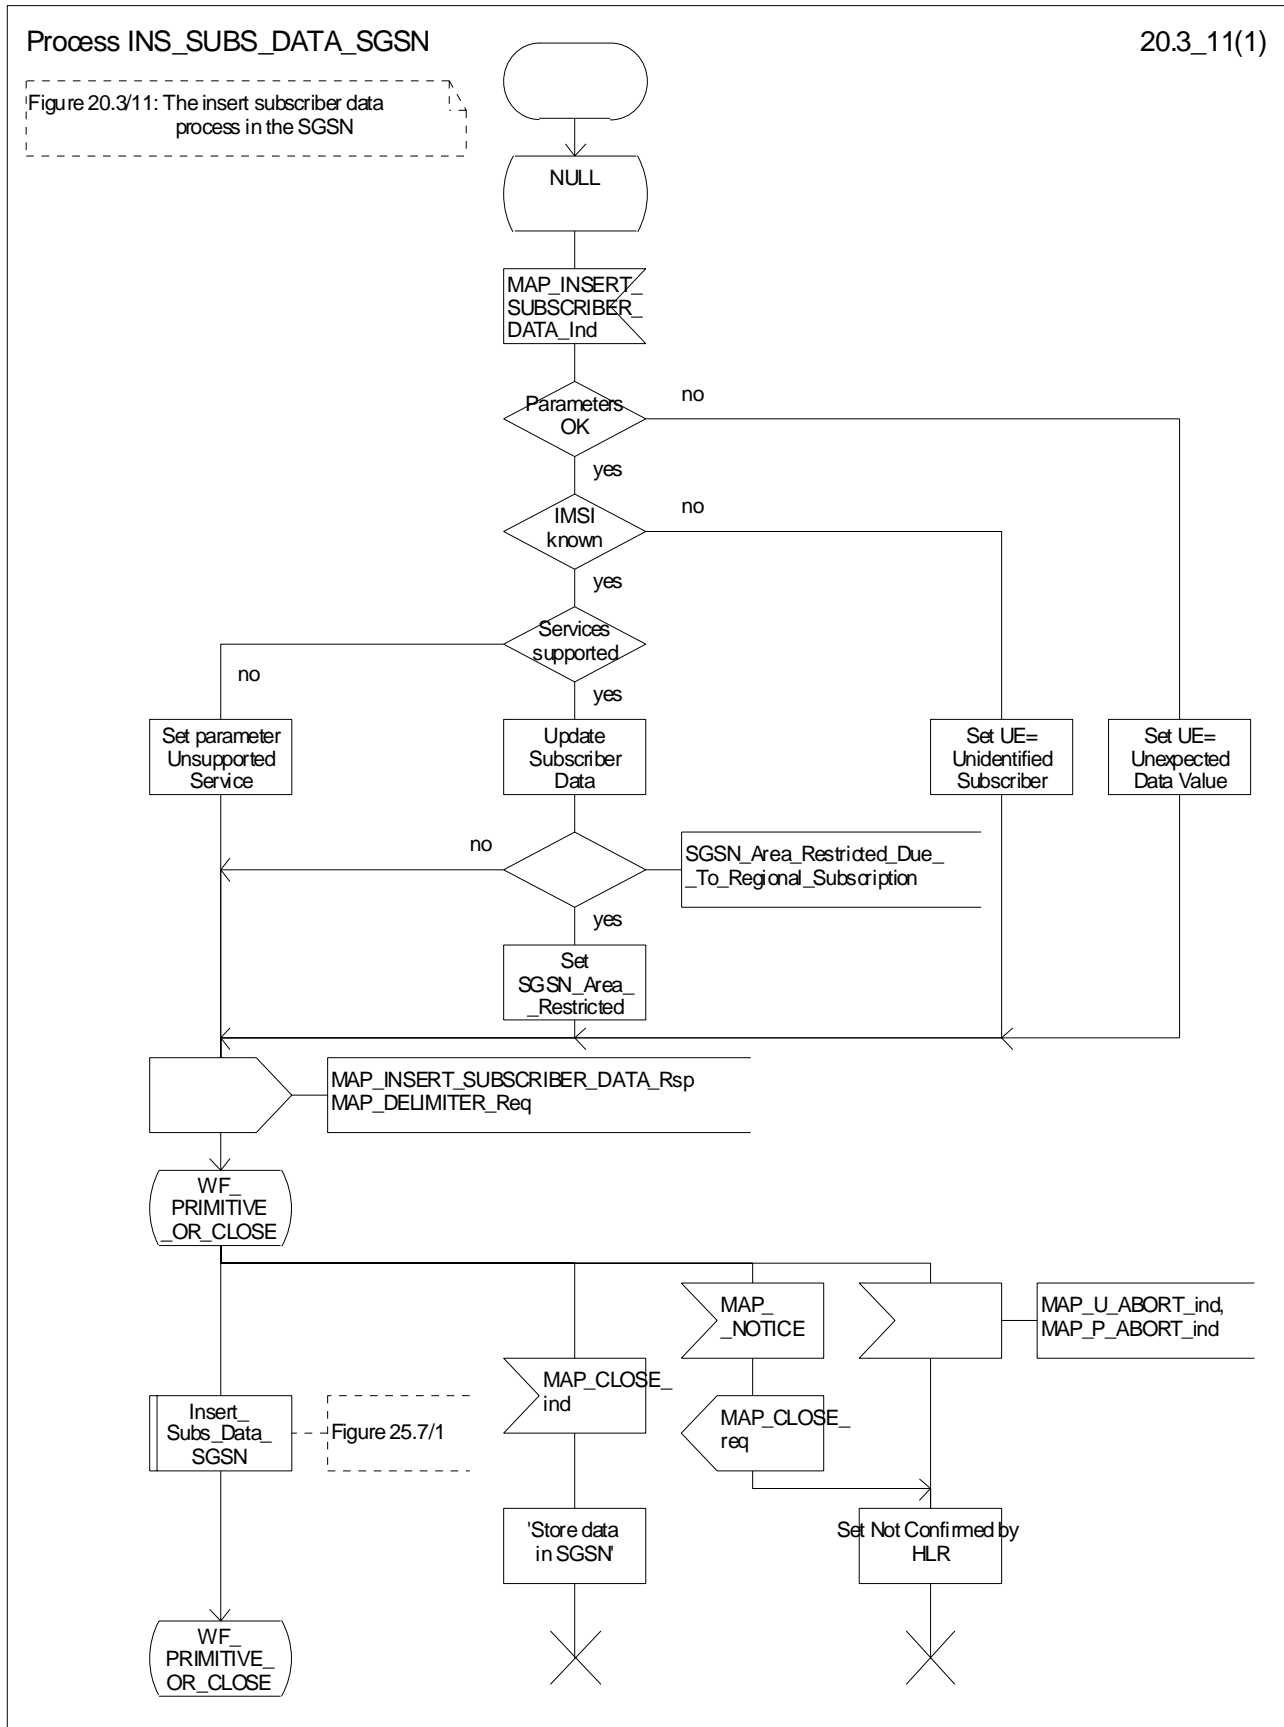 Process INS_SUBS_DATA_SGSN
20.3_11(1)
Figure 20.3/11: The insert subscriber data
process in the SGSN
NULL
MAP_INSERT_
SUBSCRIBER_
DATA_Ind
Parameters
OK
no
yes
IMSI
known
no
yes
Services
supported
no
yes
Set parameter
Unsupported
Service
Update
Subscriber
Data
Set UE=
Unidentified
Subscriber
Set UE=
Unexpected
Data Value
no
SGSN_Area_Restricted_Due_
_To_Regional_Subscription
yes
Set
SGSN_Area_
_Restricted
MAP_INSERT_SUBSCRIBER_DATA_Rsp
MAP_DELIMITER_Req
WF_
PRIMITIVE
_OR_CLOSE
MAP_
_NOTICE
MAP_U_ABORT_ind,
MAP_P_ABORT_ind
MAP_CLOSE_
ind
Insert_
Subs_Data_
SGSN
Figure 25.7/1
MAP_CLOSE_
req
'Store data
in SGSN'
Set Not Confirmed by
HLR
WF_
PRIMITIVE_
OR_CLOSE